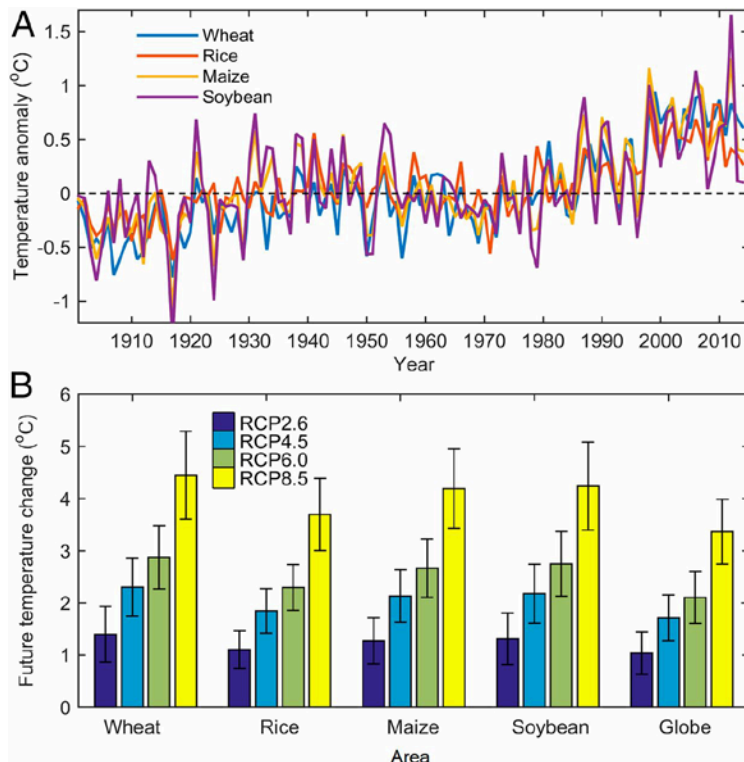 A
Temperature anomaly (°C)
1.5
1
0.5
0
-0.5
-1
Wheat
Rice
Maize
Soybean
1910 1920 1930 1940 1950 1960 1970 1980 1990 2000 2010
Year
B
Future temperature change (°C)
6
5
4
3
2
1
0
RCP2.6
RCP4.5
RCP6.0
RCP8.5
Wheat Rice Maize Soybean Globe
Area